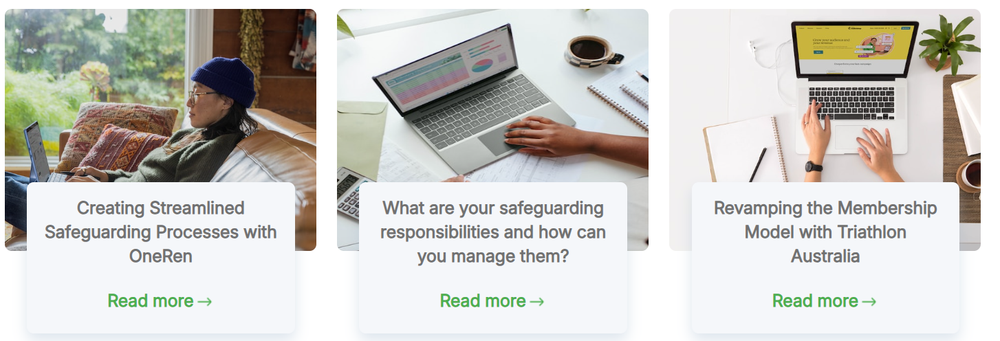 Creating Streamlined
Safeguarding Processes with
OneRen
Read more →
What are your safeguarding
responsibilities and how can
you manage them?
Read more →
Revamping the Membership
Model with Triathlon
Australia
Read more →